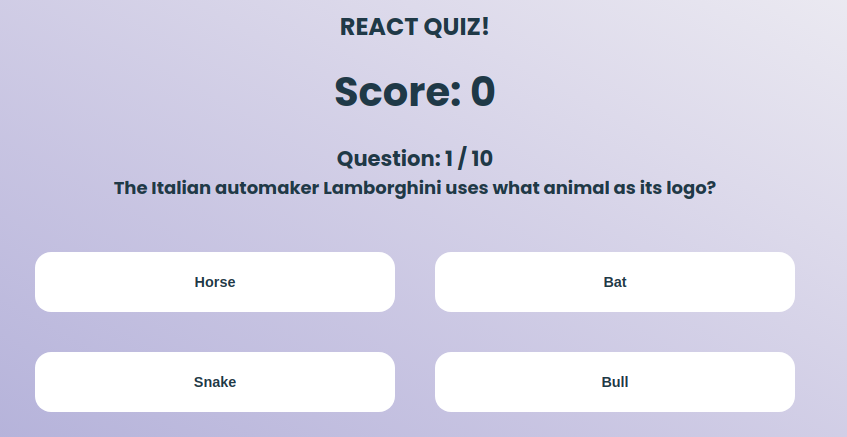 REACT QUIZ!
Score: 0
Question: 1 / 10
The Italian automaker Lamborghini uses what animal as its logo?
Horse
Bat
Snake
Bull